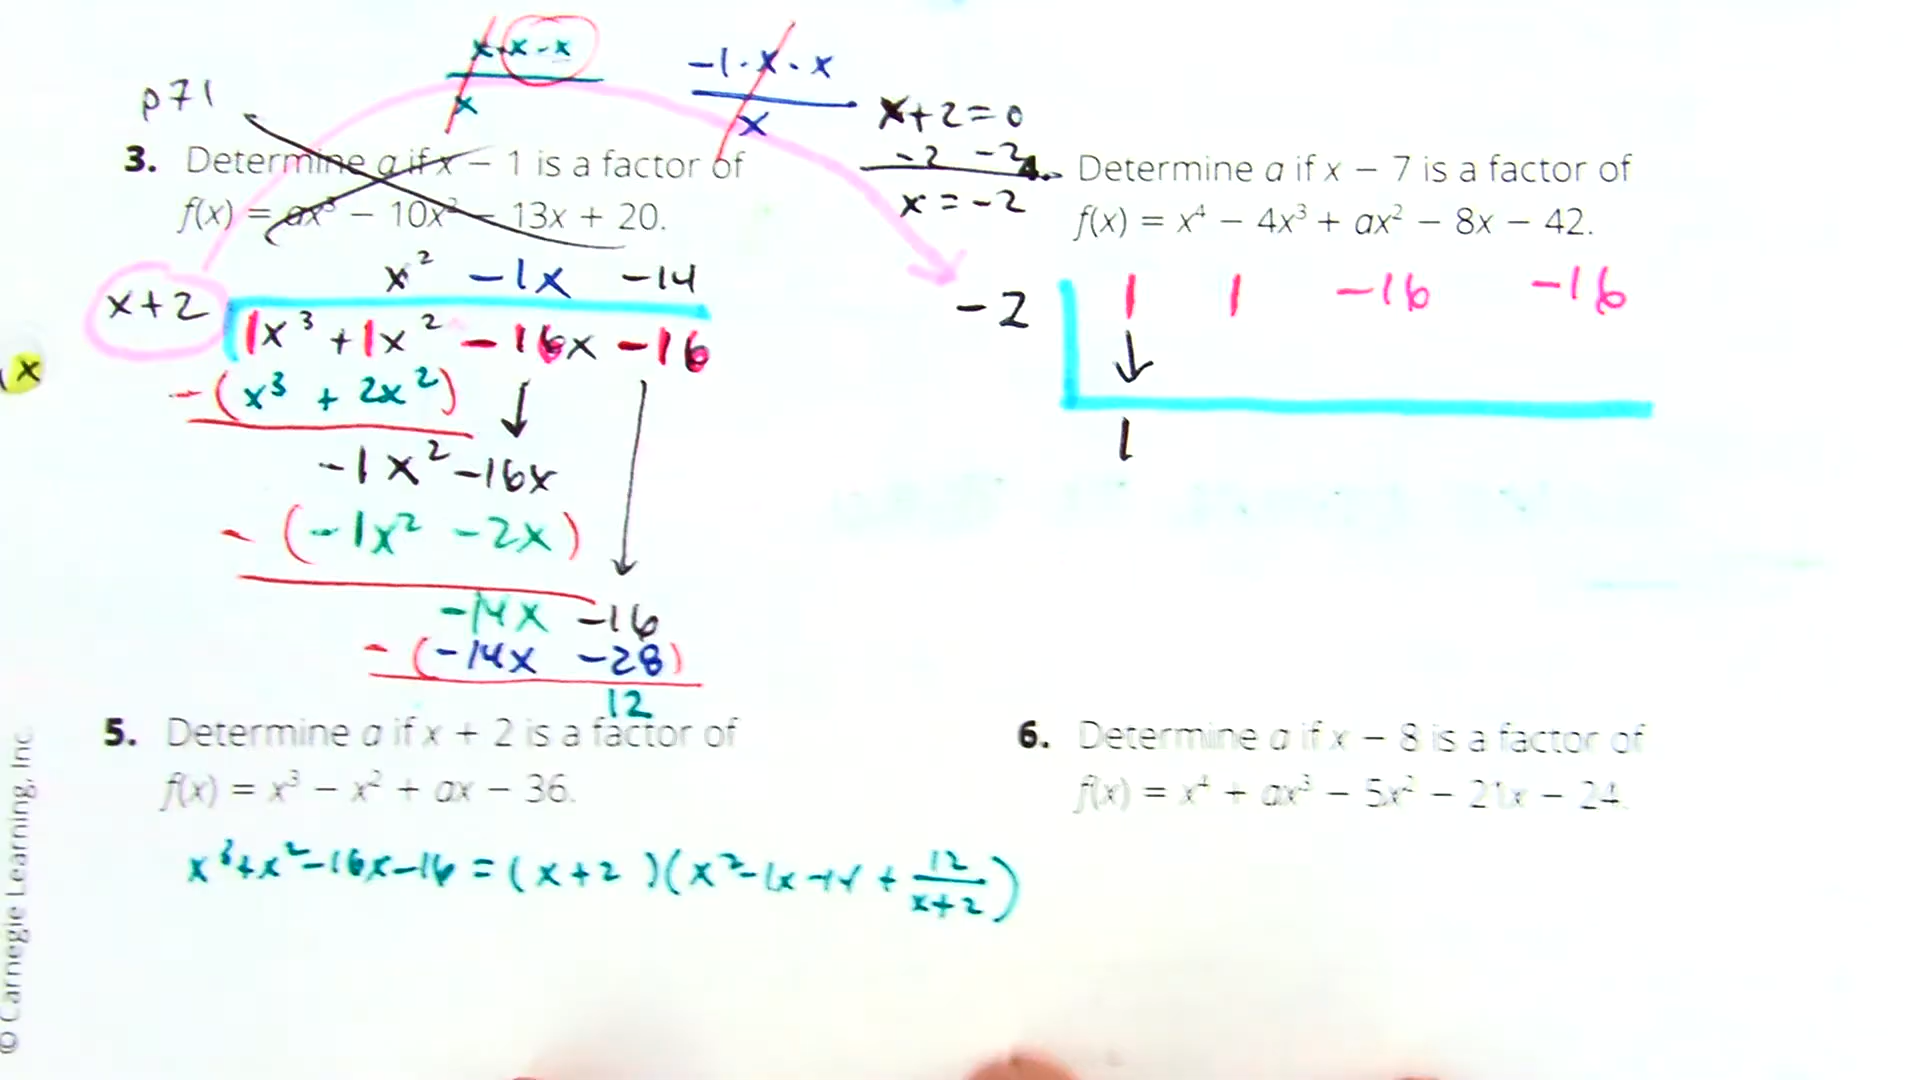 x · x · x
x
-1 · x · x
x
p71
x+2=0
-2 -2
x = -2
3. Determine a if x − 1 is a factor of
f(x) = ax³ − 10x² − 13x + 20.
4. Determine a if x − 7 is a factor of
f(x) = x⁴ − 4x³ + ax² − 8x − 42.
x² -1x -14
x+2
1x³ +1x² -16x -16
-(x³ + 2x²)
-1x² -16x
-(-1x² -2x)
-14x -16
-(-14x -28)
12
-2 1 1 -16 -16
1
x
5. Determine a if x + 2 is a factor of
f(x) = x³ − x² + ax − 36.
6. Determine a if x − 8 is a factor of
f(x) = x⁴ + ax³ − 5x² − 21x − 24.
x³+x²-16x-16 = (x+2)(x²-1x-14 + 12/x+2)
© Carnegie Learning, Inc.